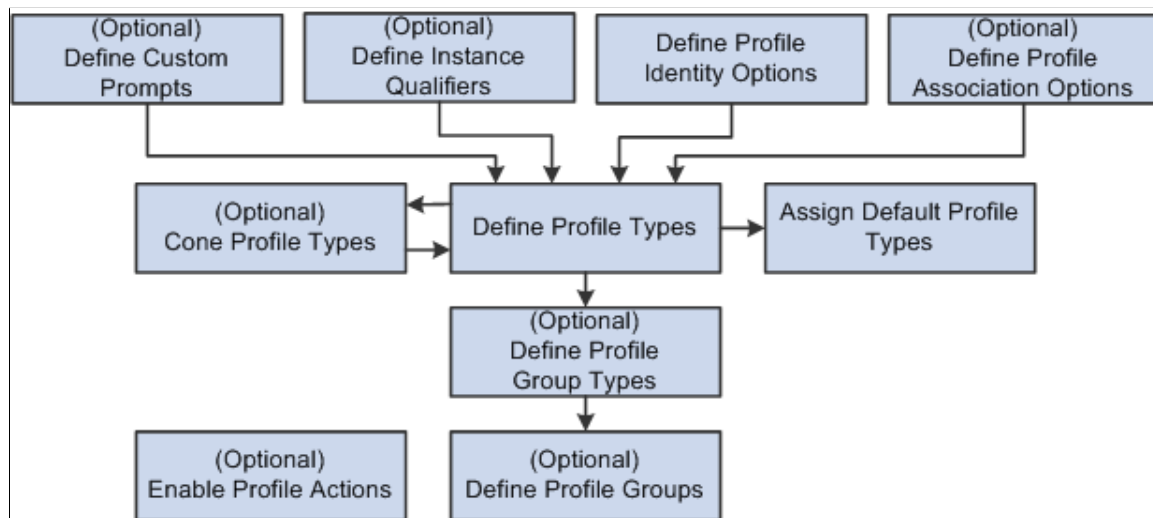 (Optional)
Define Custom
Prompts
(Optional)
Define Instance
Qualifiers
Define Profile
Identity Options
(Optional)
Define Profile
Association Options
(Optional)
Cone Profile Types
Define Profile Types
Assign Default Profile
Types
(Optional)
Define Profile
Group Types
(Optional)
Enable Profile Actions
(Optional)
Define Profile Groups